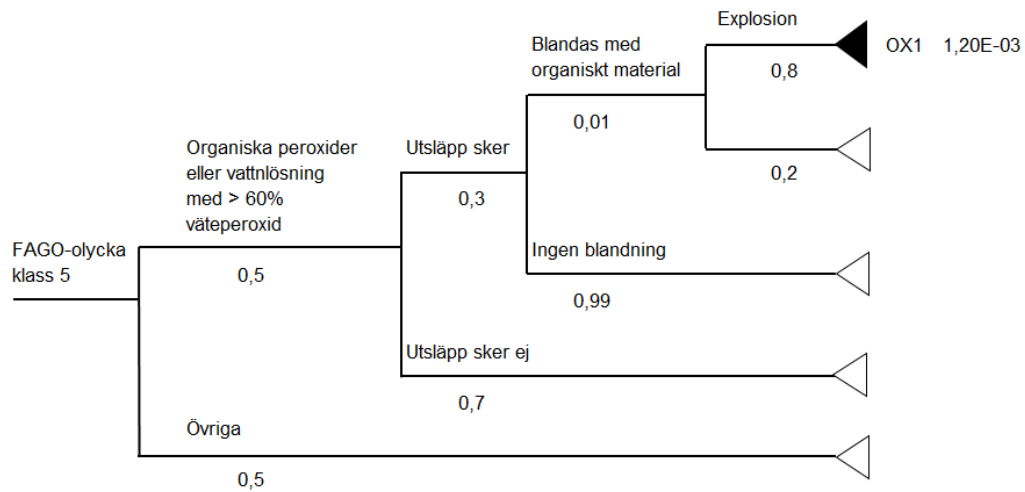 Explosion
OX1 1,20E-03
Blandas med
organiskt material
0,8
0,01
Organiska peroxider
eller vattnlösning
med > 60%
väteperoxid
Utsläpp sker
0,2
0,3
FAGO-olycka
klass 5
Ingen blandning
0,5
0,99
Utsläpp sker ej
0,7
Övriga
0,5